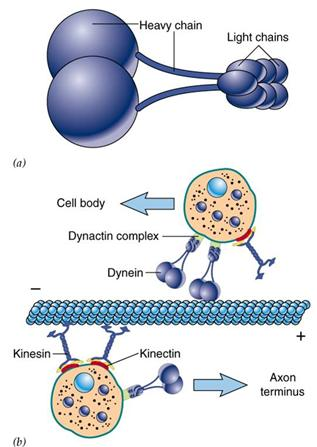 Heavy chain
Light chains
(a)
Cell body
Dynactin complex
Dynein
−
+
Kinesin
Kinectin
Axon
terminus
(b)